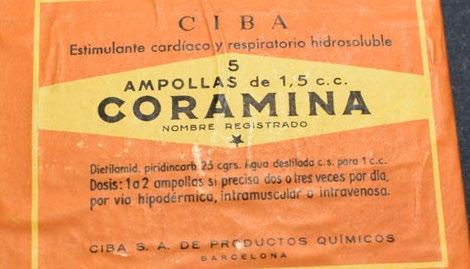 CIBA
Estimulante cardíaco y respiratorio hidrosoluble
5
AMPOLLAS de 1,5 c.c.
CORAMINA
NOMBRE REGISTRADO
Dietilamid. piridincarb. 25 cgrs. Agua destilada c.s. para 1 c.c.
Dosis: 1 a 2 ampollas si precisa dos o tres veces por día,
por vía hipodérmica, intramuscular o intravenosa.
CIBA S. A. DE PRODUCTOS QUÍMICOS
BARCELONA